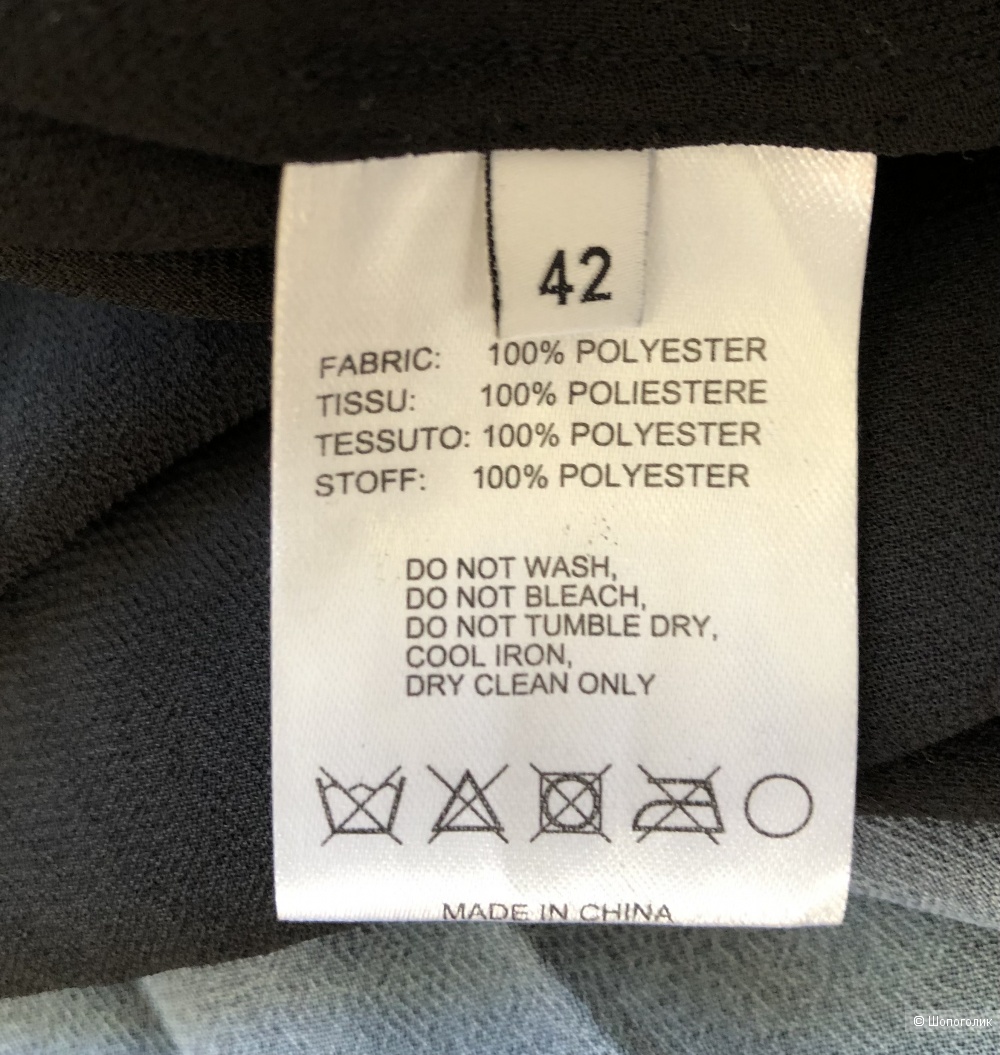 42
FABRIC: 100% POLYESTER
TISSU: 100% POLIESTERE
TESSUTO: 100% POLYESTER
STOFF: 100% POLYESTER
DO NOT WASH,
DO NOT BLEACH,
DO NOT TUMBLE DRY,
COOL IRON,
DRY CLEAN ONLY
MADE IN CHINA
© Шопоголик